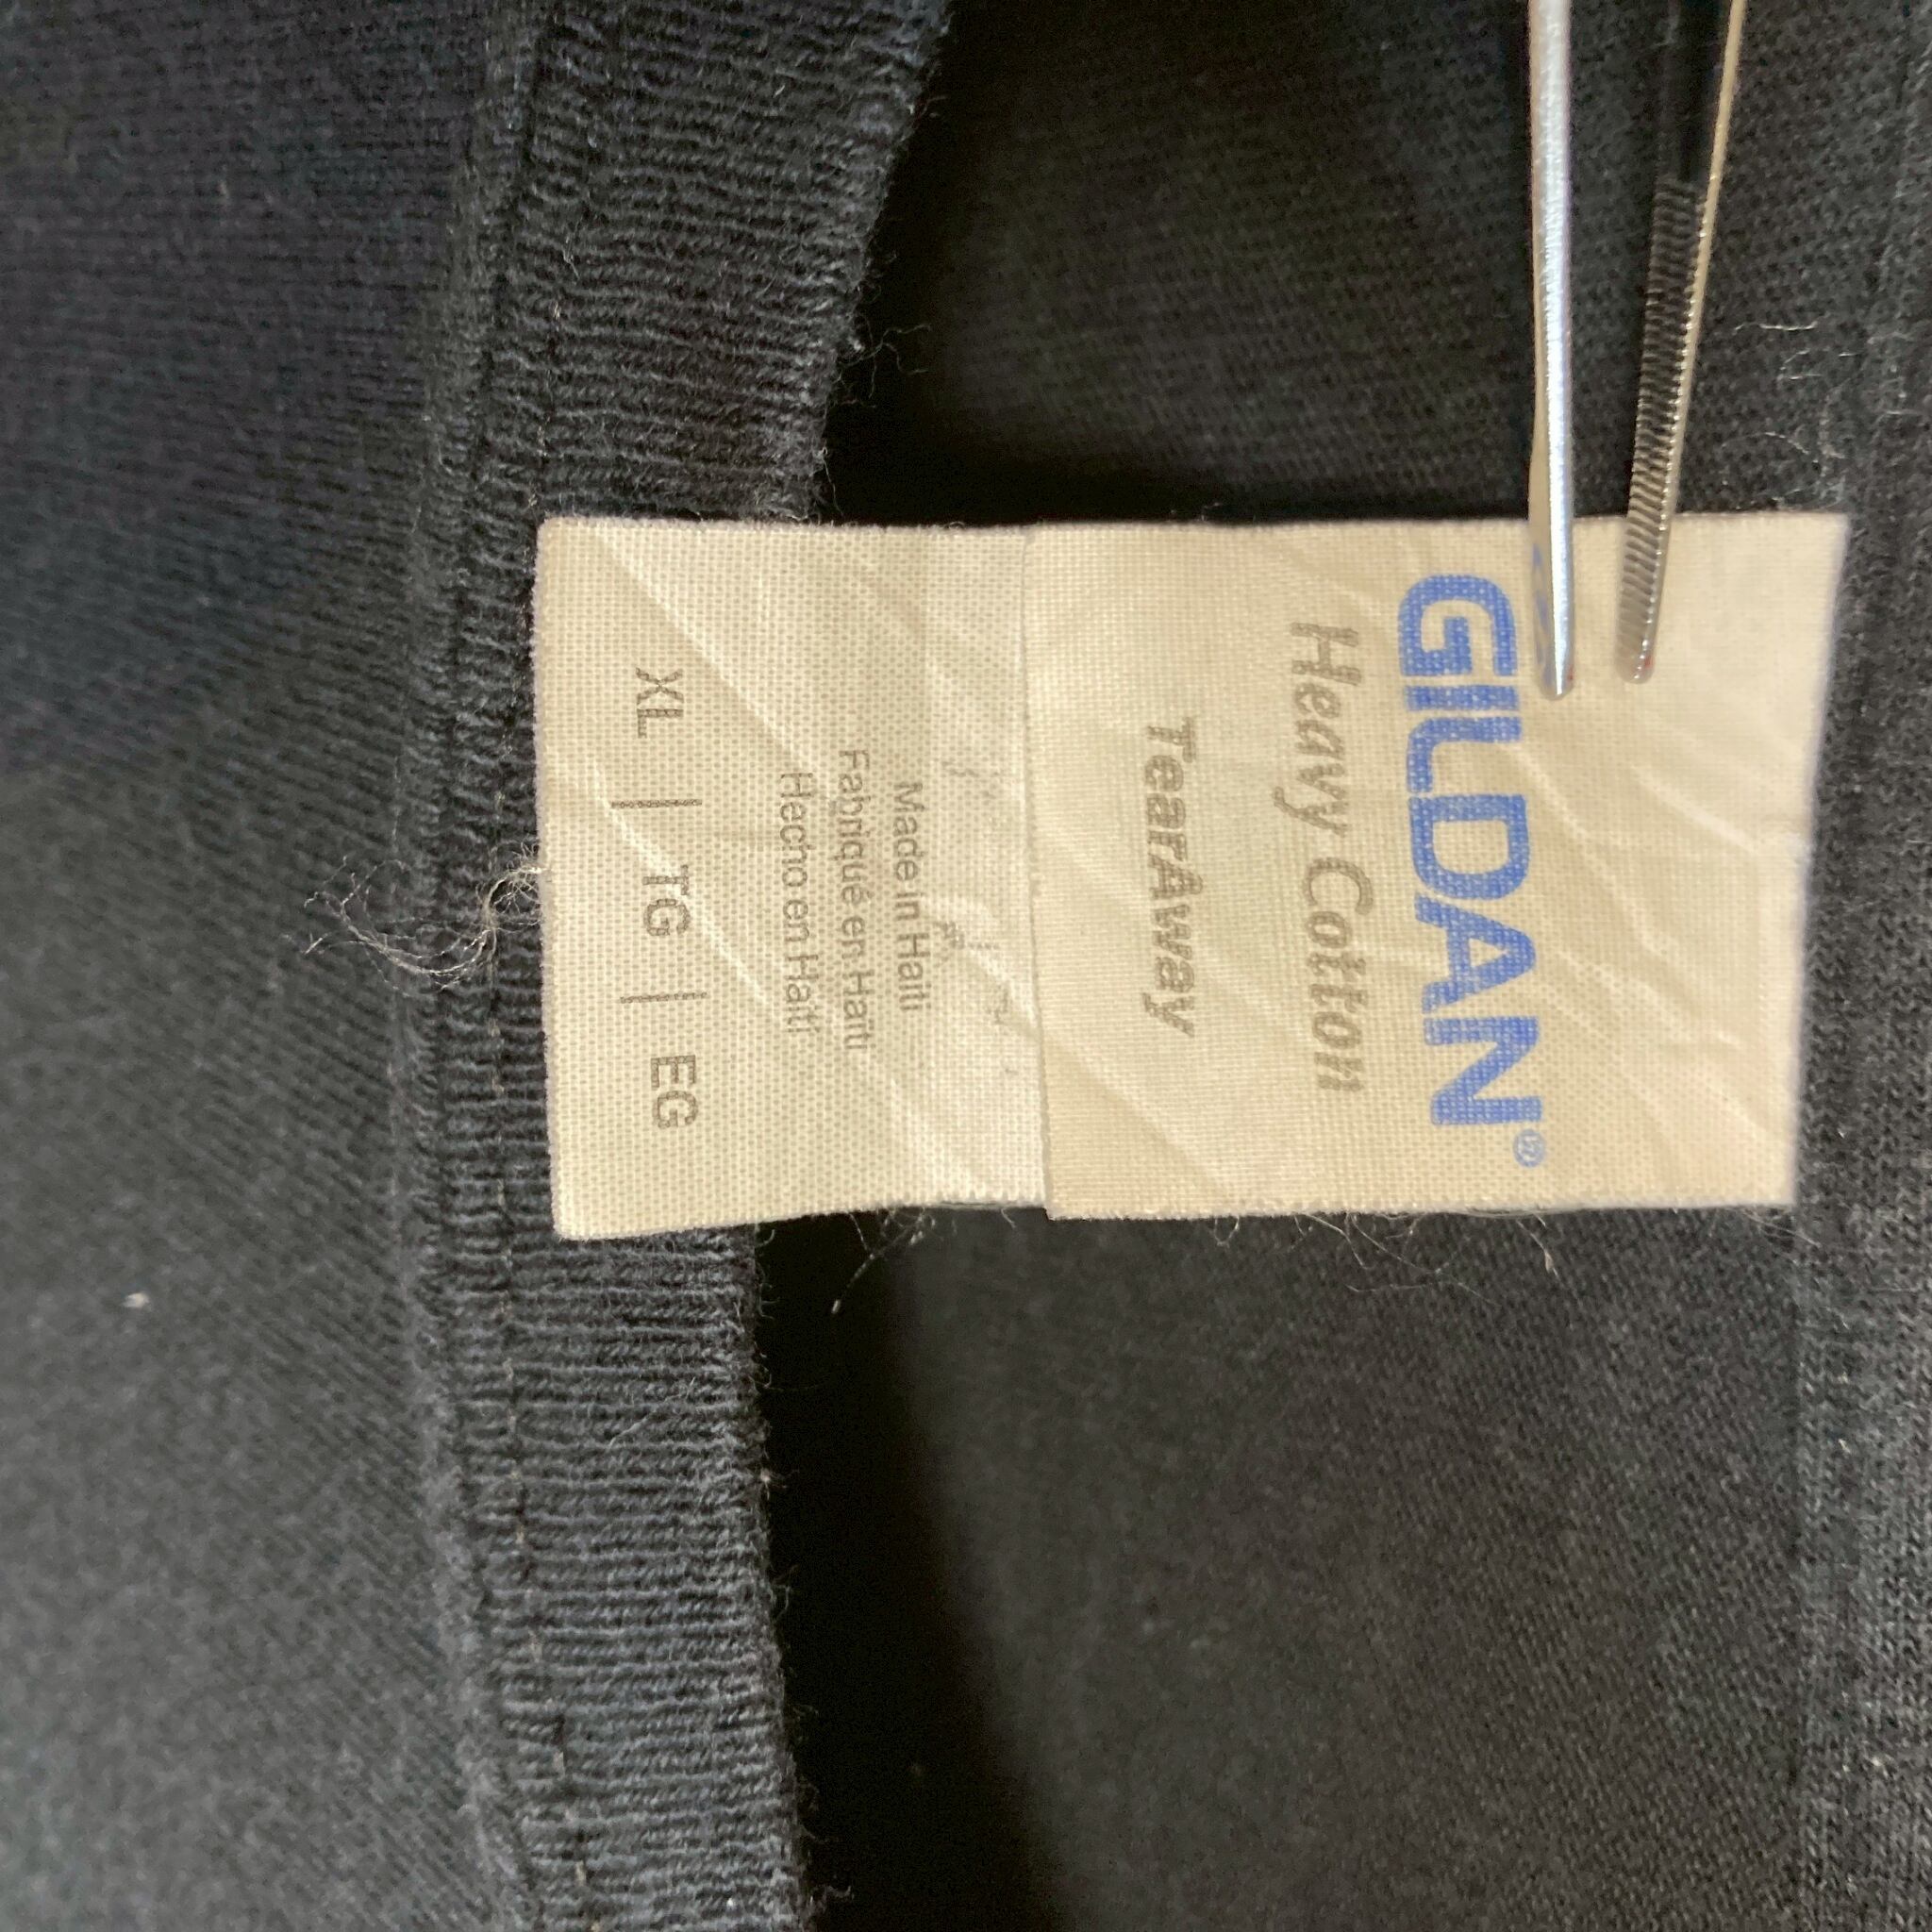 GILDAN®
Heavy Cotton
TearAway
Made in Haiti
Fabriqué en Haïti
Hecho en Haití
XL | TG | EG